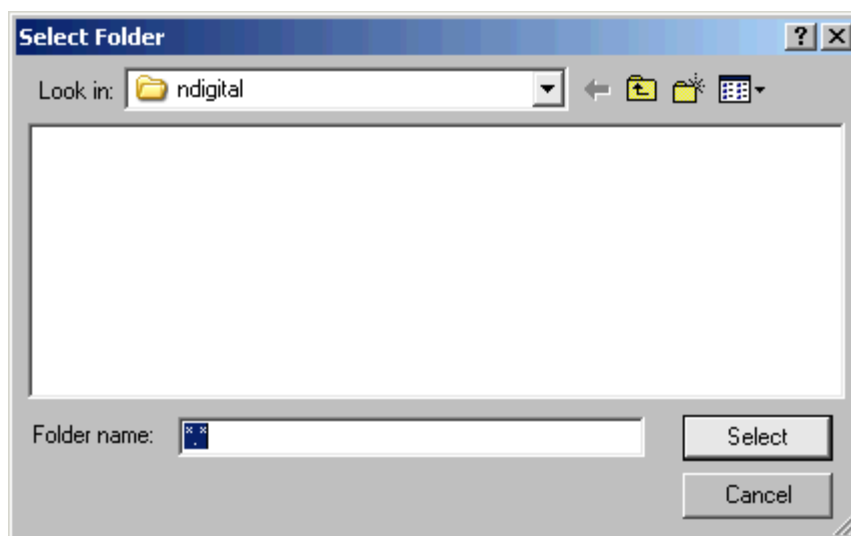 Select Folder
Look in: ndigital
Folder name: *.*
Select
Cancel